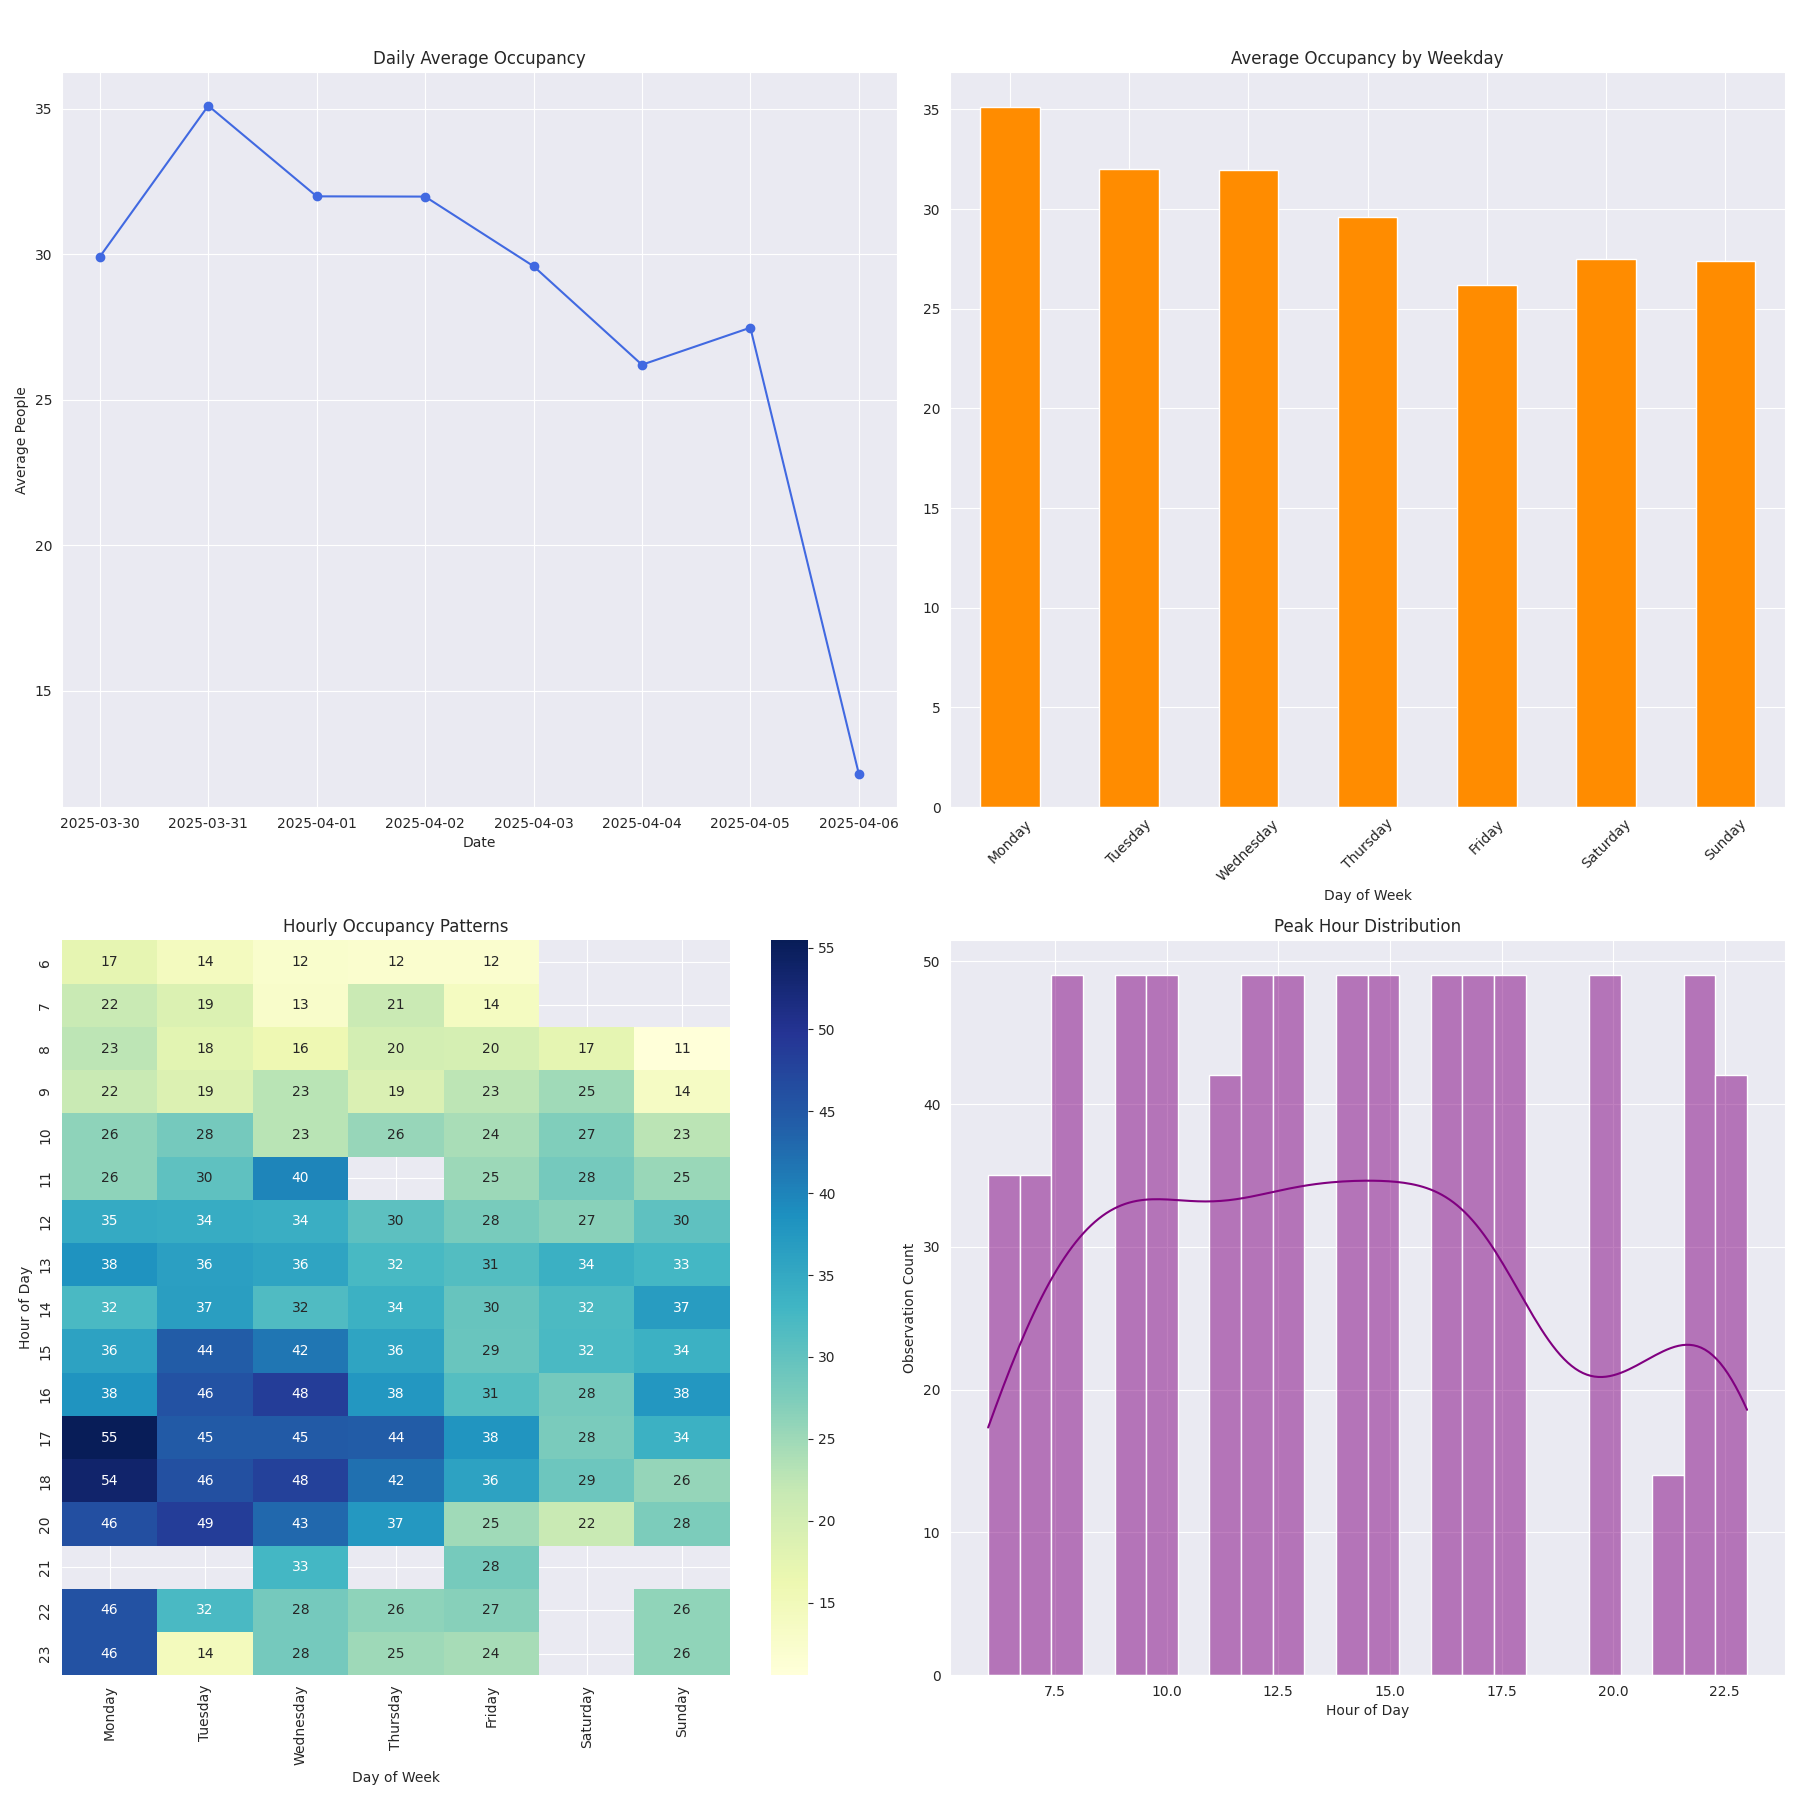 Daily Average Occupancy
35
30
25
20
15
Average People
2025-03-30 2025-03-31 2025-04-01 2025-04-02 2025-04-03 2025-04-04 2025-04-05 2025-04-06
Date
Average Occupancy by Weekday
35
30
25
20
15
10
5
0
Monday Tuesday Wednesday Thursday Friday Saturday Sunday
Day of Week
Hourly Occupancy Patterns
Hour of Day
6 17 14 12 12 12
7 22 19 13 21 14
8 23 18 16 20 20 17 11
9 22 19 23 19 23 25 14
10 26 28 23 26 24 27 23
11 26 30 40 25 28 25
12 35 34 34 30 28 27 30
13 38 36 36 32 31 34 33
14 32 37 32 34 30 32 37
15 36 44 42 36 29 32 34
16 38 46 48 38 31 28 38
17 55 45 45 44 38 28 34
18 54 46 48 42 36 29 26
20 46 49 43 37 25 22 28
21 33 28
22 46 32 28 26 27 26
23 46 14 28 25 24 26
Monday Tuesday Wednesday Thursday Friday Saturday Sunday
Day of Week
55
50
45
40
35
30
25
20
15
Peak Hour Distribution
50
40
30
20
10
0
Observation Count
7.5 10.0 12.5 15.0 17.5 20.0 22.5
Hour of Day